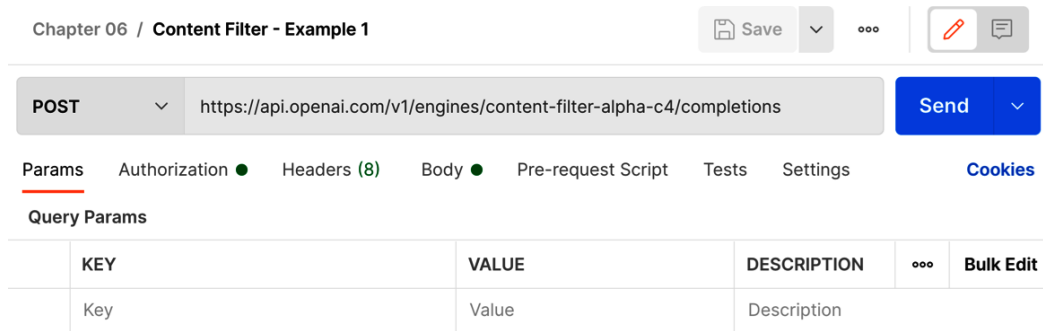 Chapter 06 / Content Filter - Example 1 Save ooo
POST https://api.openai.com/v1/engines/content-filter-alpha-c4/completions Send
Params Authorization Headers (8) Body Pre-request Script Tests Settings Cookies
Query Params
KEY VALUE DESCRIPTION ooo Bulk Edit
Key Value Description